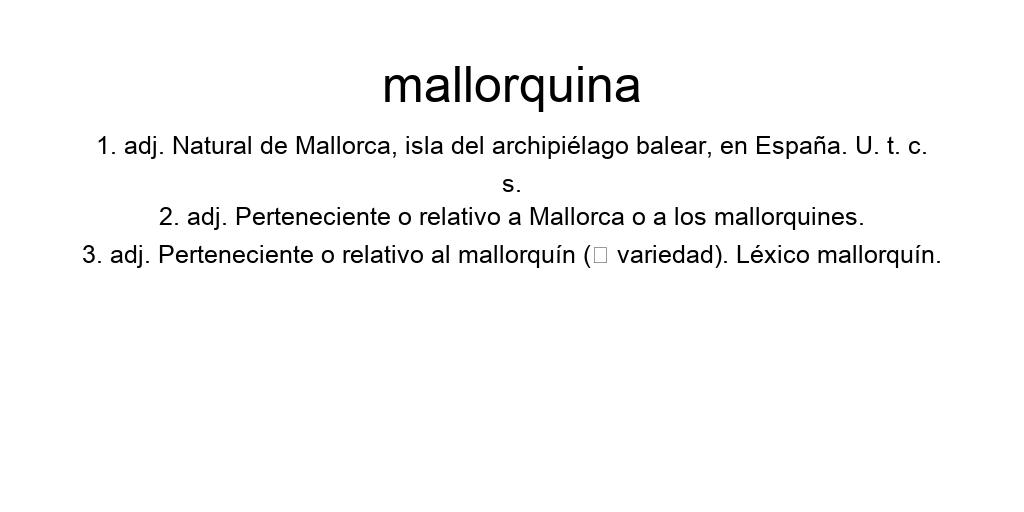 mallorquina
1. adj. Natural de Mallorca, isla del archipiélago balear, en España. U. t. c.
s.
2. adj. Perteneciente o relativo a Mallorca o a los mallorquines.
3. adj. Perteneciente o relativo al mallorquín (□ variedad). Léxico mallorquín.